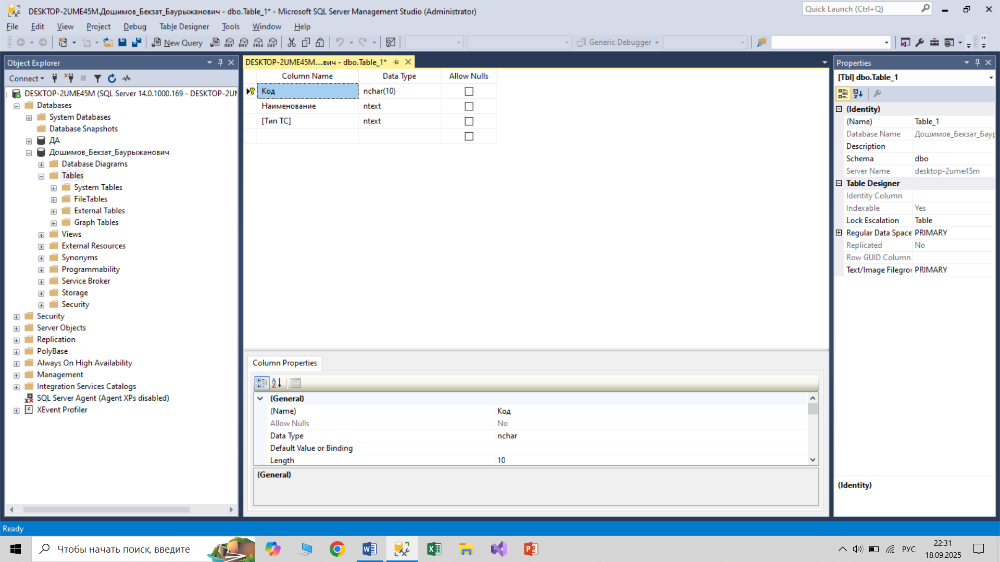 DESKTOP-2UME45M.Дошимов_Бекзат_Баурыжанович - dbo.Table_1* - Microsoft SQL Server Management Studio (Administrator)
Quick Launch (Ctrl+Q)
File Edit View Project Debug Table Designer Tools Window Help
New Query MDX DMX XMLA DAX Generic Debugger
Object Explorer
Connect
DESKTOP-2UME45M (SQL Server 14.0.1000.169 - DESKTOP-2UM
Databases
System Databases
Database Snapshots
ДА
Дошимов_Бекзат_Баурыжанович
Database Diagrams
Tables
System Tables
FileTables
External Tables
Graph Tables
Views
External Resources
Synonyms
Programmability
Service Broker
Storage
Security
Security
Server Objects
Replication
PolyBase
Always On High Availability
Management
Integration Services Catalogs
SQL Server Agent (Agent XPs disabled)
XEvent Profiler
DESKTOP-2UME45M....вич - dbo.Table_1*
Column Name Data Type Allow Nulls
Код nchar(10)
Наименование ntext
[Тип ТС] ntext
Column Properties
(General)
(Name) Код
Allow Nulls No
Data Type nchar
Default Value or Binding
Length 10
(General)
Properties
[Tbl] dbo.Table_1
(Identity)
(Name) Table_1
Database Name Дошимов_Бекзат_Баур
Description
Schema dbo
Server Name desktop-2ume45m
Table Designer
Identity Column
Indexable Yes
Lock Escalation Table
Regular Data Space PRIMARY
Replicated No
Row GUID Column
Text/Image Filegrou PRIMARY
(Identity)
Ready
Чтобы начать поиск, введите
РУС
22:31
18.09.2025